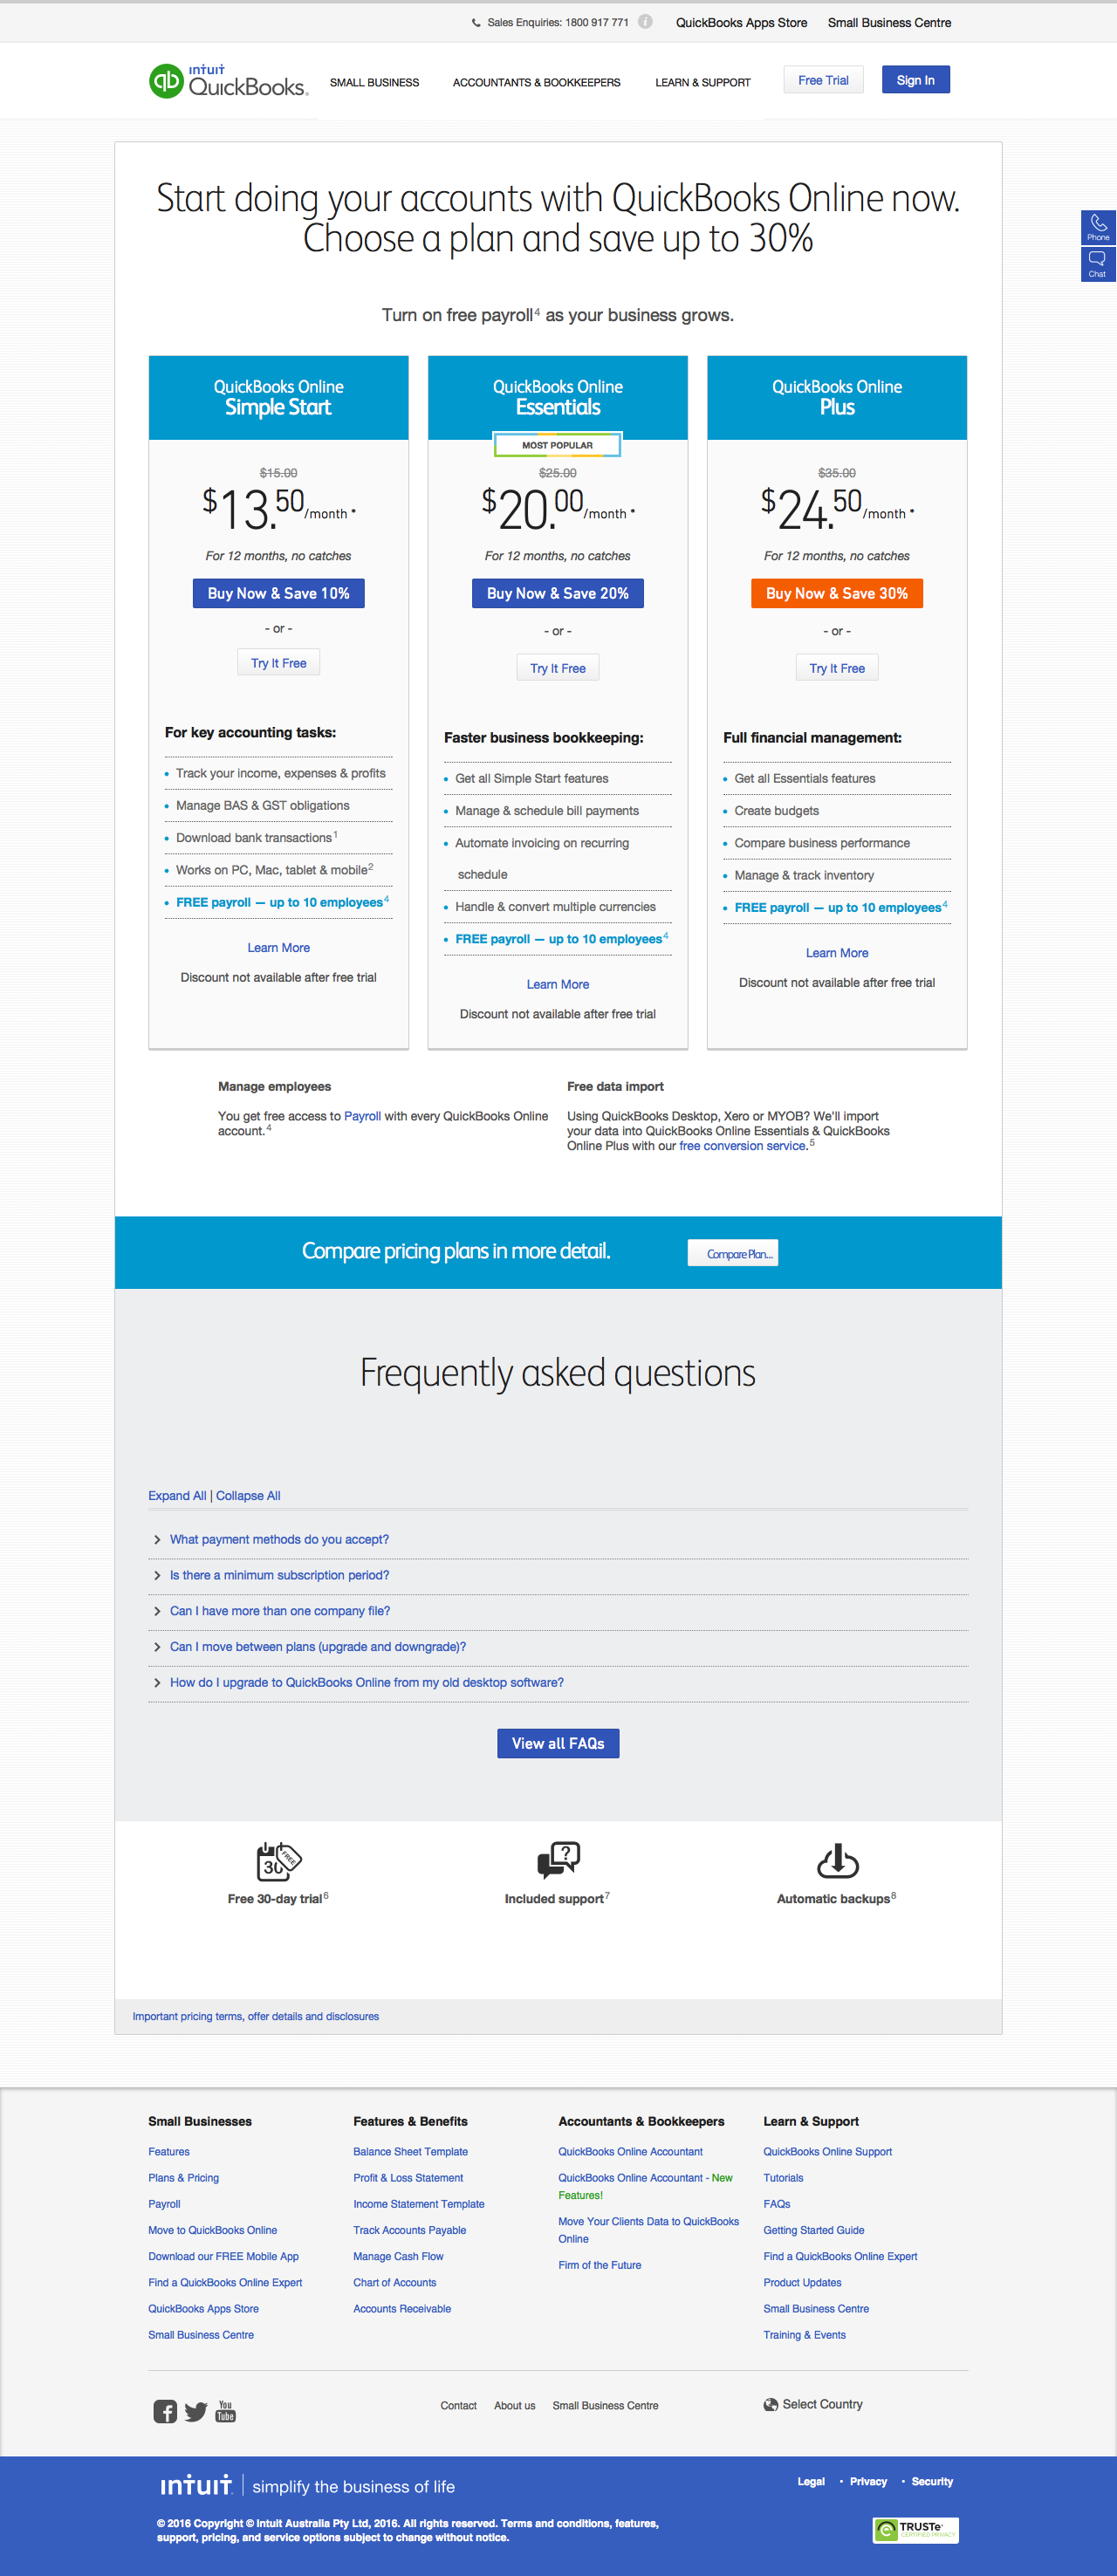 Sales Enquiries: 1800 917 771
QuickBooks Apps Store
Small Business Centre
intuit
qb QuickBooks.
SMALL BUSINESS
ACCOUNTANTS & BOOKKEEPERS
LEARN & SUPPORT
Free Trial
Sign In
Phone
Chat
Start doing your accounts with QuickBooks Online now.
Choose a plan and save up to 30%
Turn on free payroll4 as your business grows.
QuickBooks Online
Simple Start
$15.00
$13.50/month *
For 12 months, no catches
Buy Now & Save 10%
- or -
Try It Free
For key accounting tasks:
• Track your income, expenses & profits
• Manage BAS & GST obligations
• Download bank transactions1
• Works on PC, Mac, tablet & mobile2
• FREE payroll — up to 10 employees4
Learn More
Discount not available after free trial
QuickBooks Online
Essentials
MOST POPULAR
$25.00
$20.00/month *
For 12 months, no catches
Buy Now & Save 20%
- or -
Try It Free
Faster business bookkeeping:
• Get all Simple Start features
• Manage & schedule bill payments
• Automate invoicing on recurring
schedule
• Handle & convert multiple currencies
• FREE payroll — up to 10 employees4
Learn More
Discount not available after free trial
QuickBooks Online
Plus
$35.00
$24.50/month *
For 12 months, no catches
Buy Now & Save 30%
- or -
Try It Free
Full financial management:
• Get all Essentials features
• Create budgets
• Compare business performance
• Manage & track inventory
• FREE payroll — up to 10 employees4
Learn More
Discount not available after free trial
Manage employees
You get free access to Payroll with every QuickBooks Online
account.4
Free data import
Using QuickBooks Desktop, Xero or MYOB? We'll import
your data into QuickBooks Online Essentials & QuickBooks
Online Plus with our free conversion service.5
Compare pricing plans in more detail.
Compare Plan...
Frequently asked questions
Expand All | Collapse All
What payment methods do you accept?
Is there a minimum subscription period?
Can I have more than one company file?
Can I move between plans (upgrade and downgrade)?
How do I upgrade to QuickBooks Online from my old desktop software?
View all FAQs
30 FREE
Free 30-day trial6
?
Included support7
Automatic backups8
Important pricing terms, offer details and disclosures
Small Businesses
Features
Plans & Pricing
Payroll
Move to QuickBooks Online
Download our FREE Mobile App
Find a QuickBooks Online Expert
QuickBooks Apps Store
Small Business Centre
Features & Benefits
Balance Sheet Template
Profit & Loss Statement
Income Statement Template
Track Accounts Payable
Manage Cash Flow
Chart of Accounts
Accounts Receivable
Accountants & Bookkeepers
QuickBooks Online Accountant
QuickBooks Online Accountant - New
Features!
Move Your Clients Data to QuickBooks
Online
Firm of the Future
Learn & Support
QuickBooks Online Support
Tutorials
FAQs
Getting Started Guide
Find a QuickBooks Online Expert
Product Updates
Small Business Centre
Training & Events
You
Tube
Contact
About us
Small Business Centre
Select Country
intuit. simplify the business of life
Legal • Privacy • Security
© 2016 Copyright © Intuit Australia Pty Ltd, 2016. All rights reserved. Terms and conditions, features,
support, pricing, and service options subject to change without notice.
TRUSTe
CERTIFIED PRIVACY